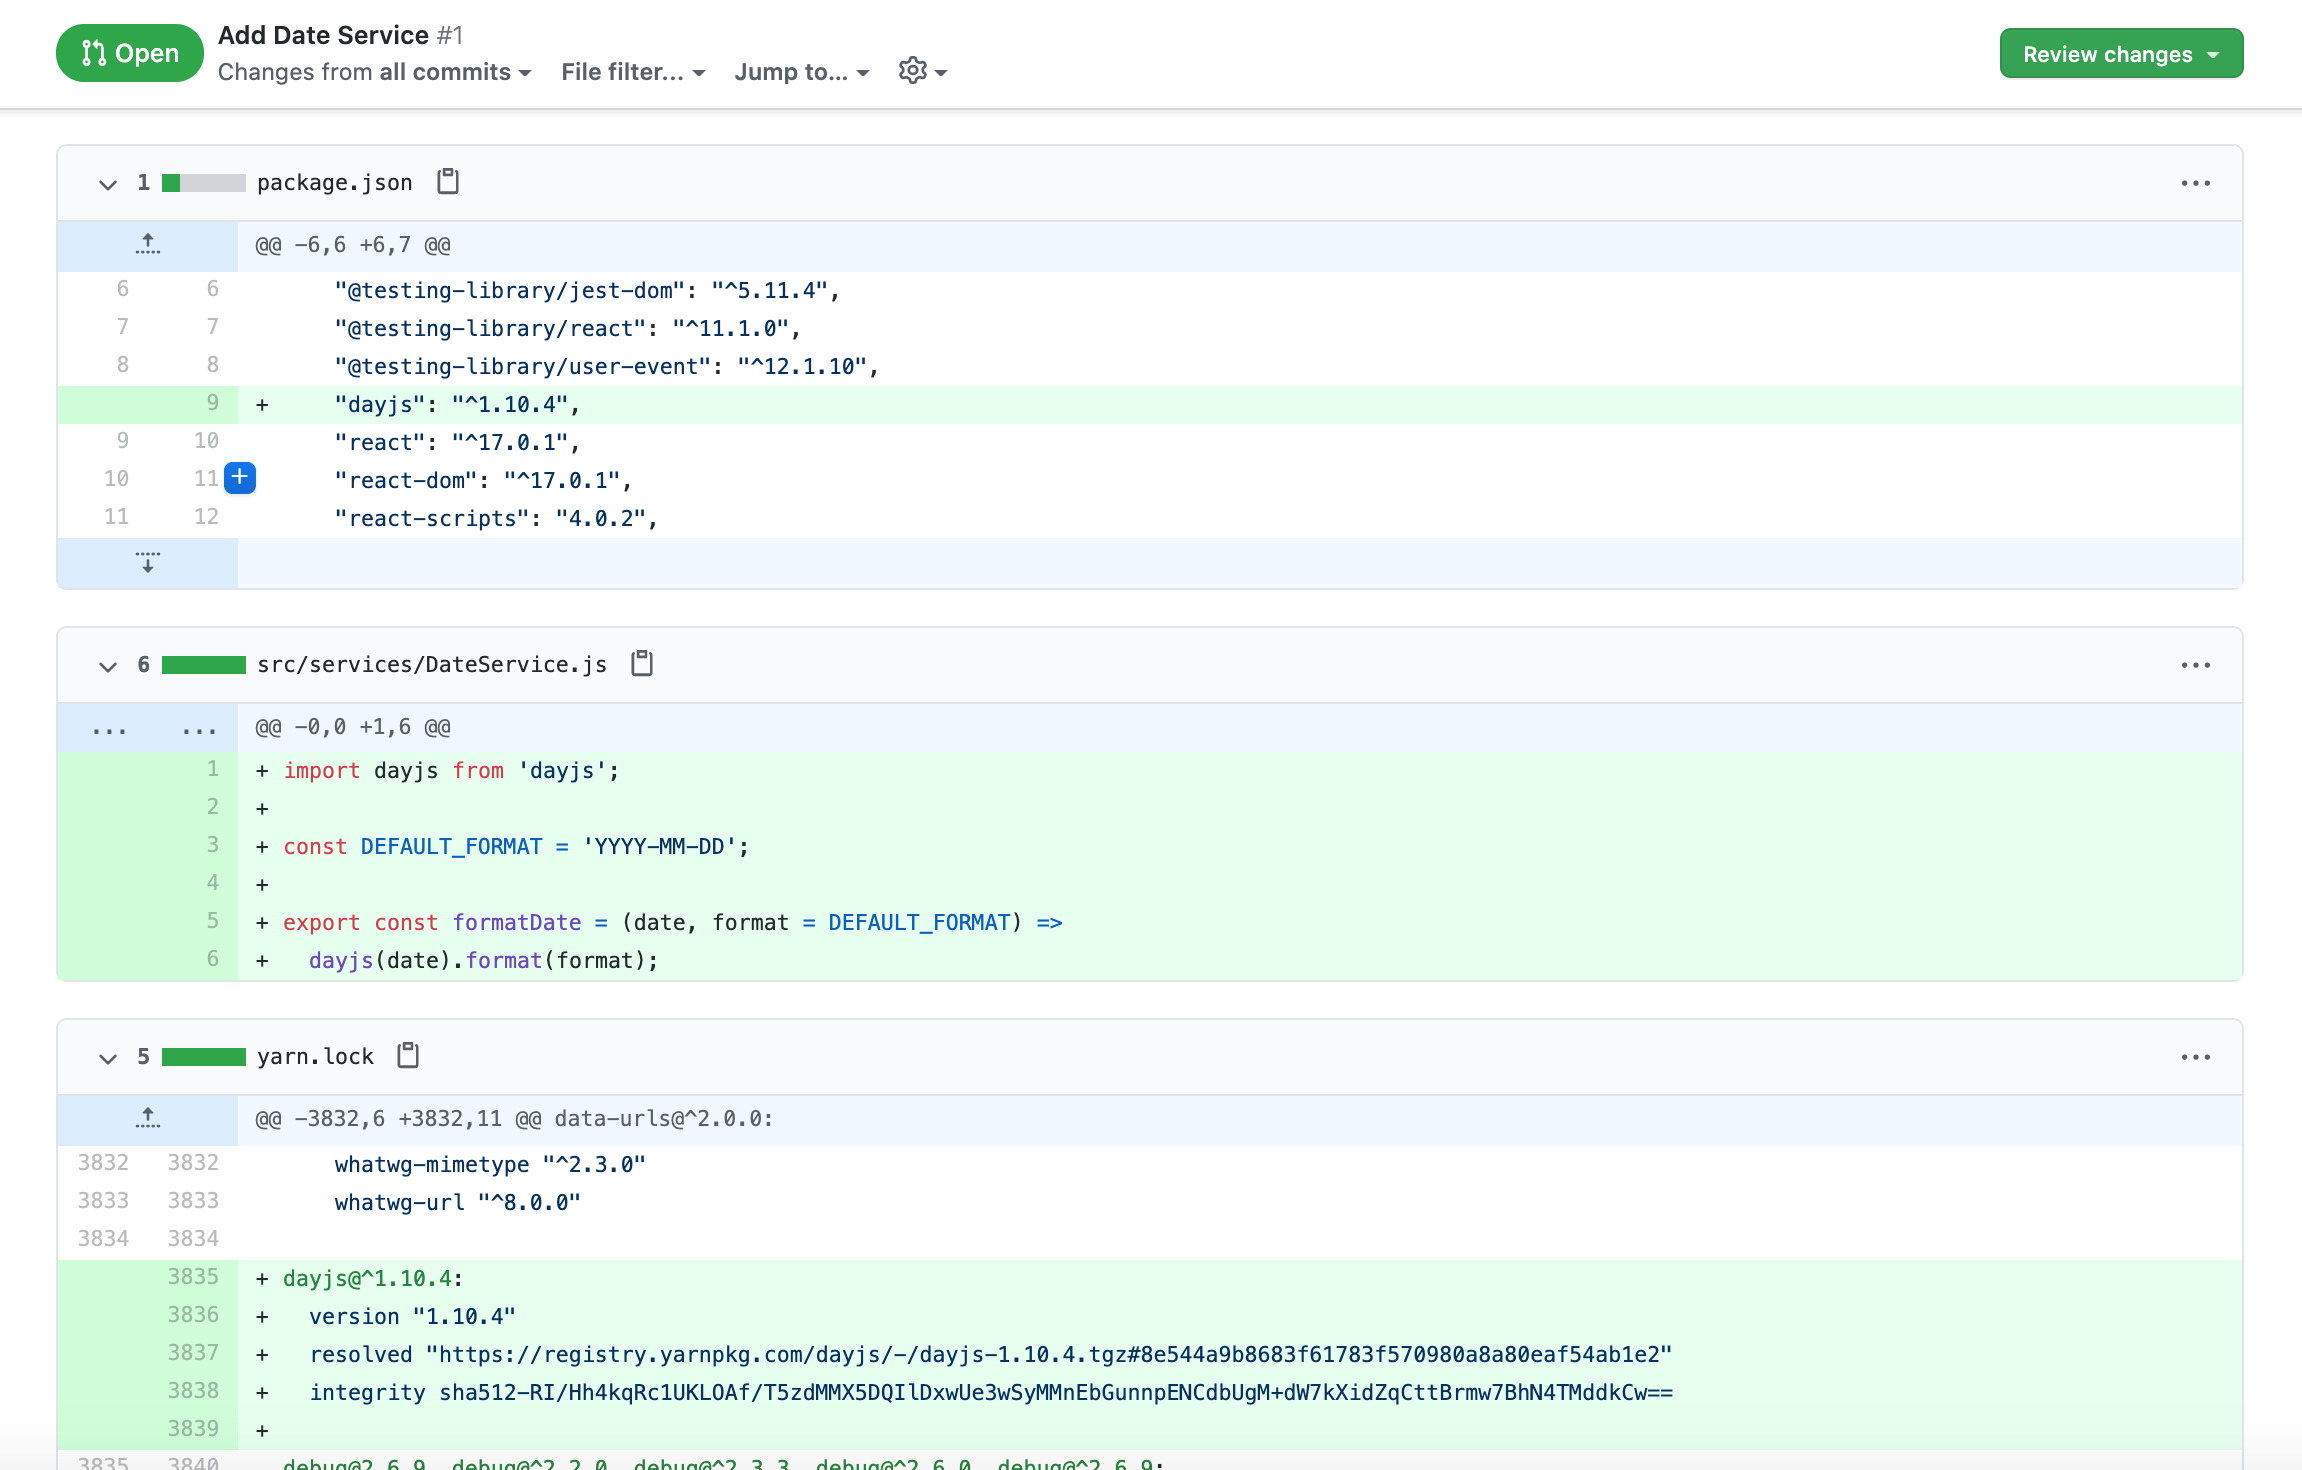 Open
Add Date Service #1
Changes from all commits File filter... Jump to...
Review changes
1 package.json
...
@@ -6,6 +6,7 @@
6 6 "@testing-library/jest-dom": "^5.11.4",
7 7 "@testing-library/react": "^11.1.0",
8 8 "@testing-library/user-event": "^12.1.10",
9 + "dayjs": "^1.10.4",
9 10 "react": "^17.0.1",
10 11 + "react-dom": "^17.0.1",
11 12 "react-scripts": "4.0.2",
6 src/services/DateService.js
...
... ... @@ -0,0 +1,6 @@
1 + import dayjs from 'dayjs';
2 +
3 + const DEFAULT_FORMAT = 'YYYY-MM-DD';
4 +
5 + export const formatDate = (date, format = DEFAULT_FORMAT) =>
6 + dayjs(date).format(format);
5 yarn.lock
...
@@ -3832,6 +3832,11 @@ data-urls@^2.0.0:
3832 3832 whatwg-mimetype "^2.3.0"
3833 3833 whatwg-url "^8.0.0"
3834 3834
3835 + dayjs@^1.10.4:
3836 + version "1.10.4"
3837 + resolved "https://registry.yarnpkg.com/dayjs/-/dayjs-1.10.4.tgz#8e544a9b8683f61783f570980a8a80eaf54ab1e2"
3838 + integrity sha512-RI/Hh4kqRc1UKLOAf/T5zdMMX5DQIlDxwUe3wSyMMnEbGunnpENCdbUgM+dW7kXidZqCttBrmw7BhN4TMddkCw==
3839 +
3835 3840 debug@2.6.9, debug@^2.2.0, debug@^2.3.3, debug@^2.6.0, debug@^2.6.9: